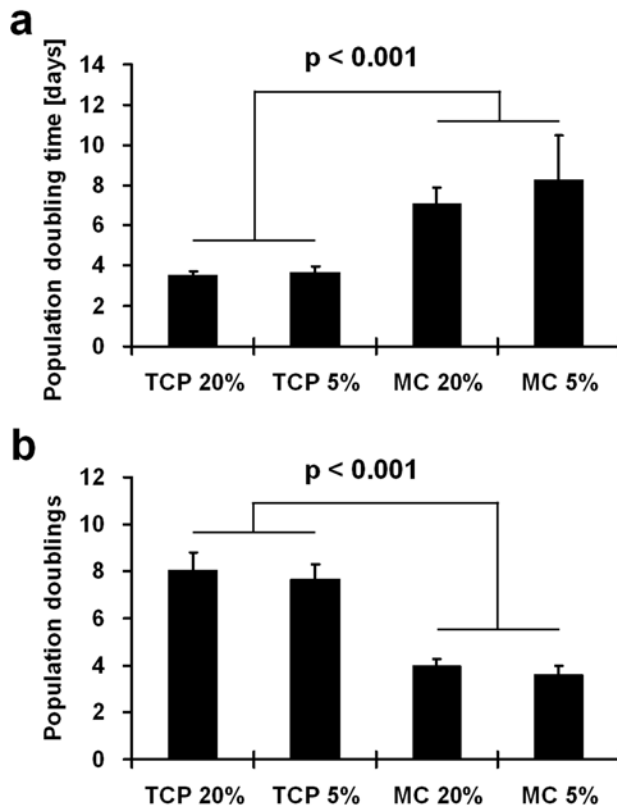 a
Population doubling time [days]
p < 0.001
14
12
10
8
6
4
2
0
TCP 20% TCP 5% MC 20% MC 5%
b
Population doublings
p < 0.001
12
10
8
6
4
2
0
TCP 20% TCP 5% MC 20% MC 5%